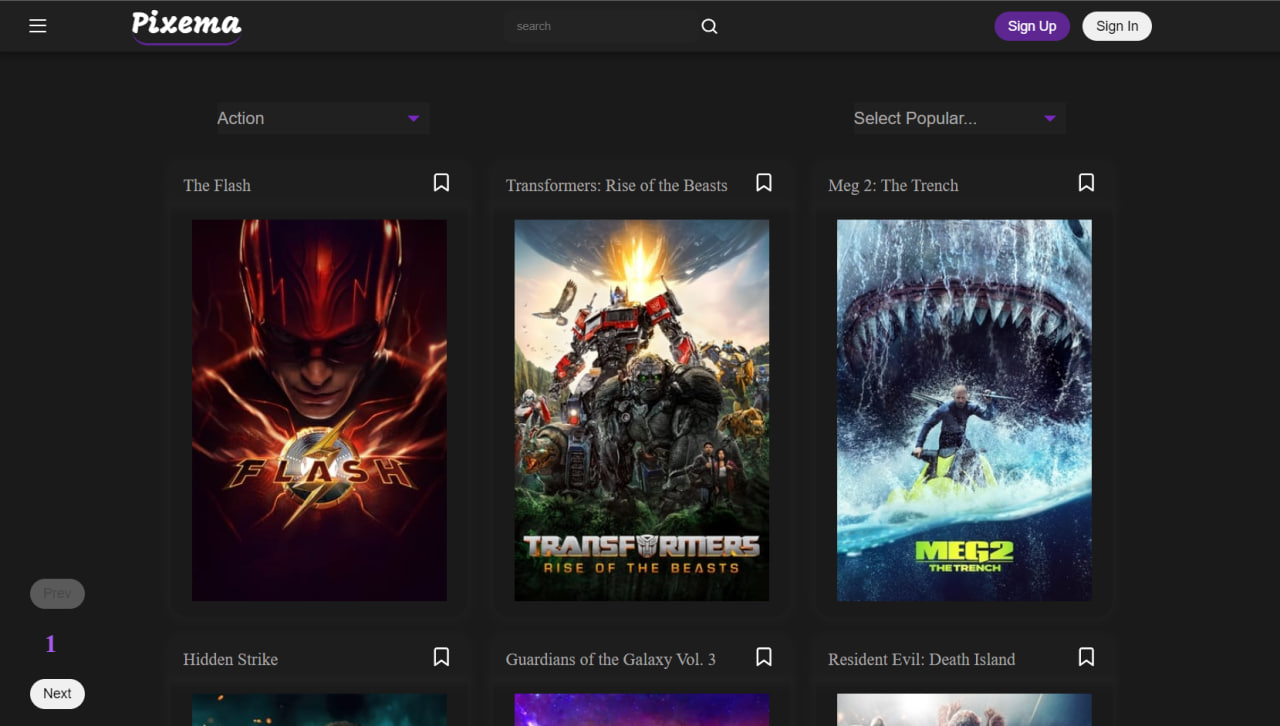 Pixema
search
Sign Up
Sign In
Action
Select Popular...
The Flash
Transformers: Rise of the Beasts
Meg 2: The Trench
FLASH
TRANSFORMERS
RISE OF THE BEASTS
MEG2
THE TRENCH
Prev
1
Next
Hidden Strike
Guardians of the Galaxy Vol. 3
Resident Evil: Death Island